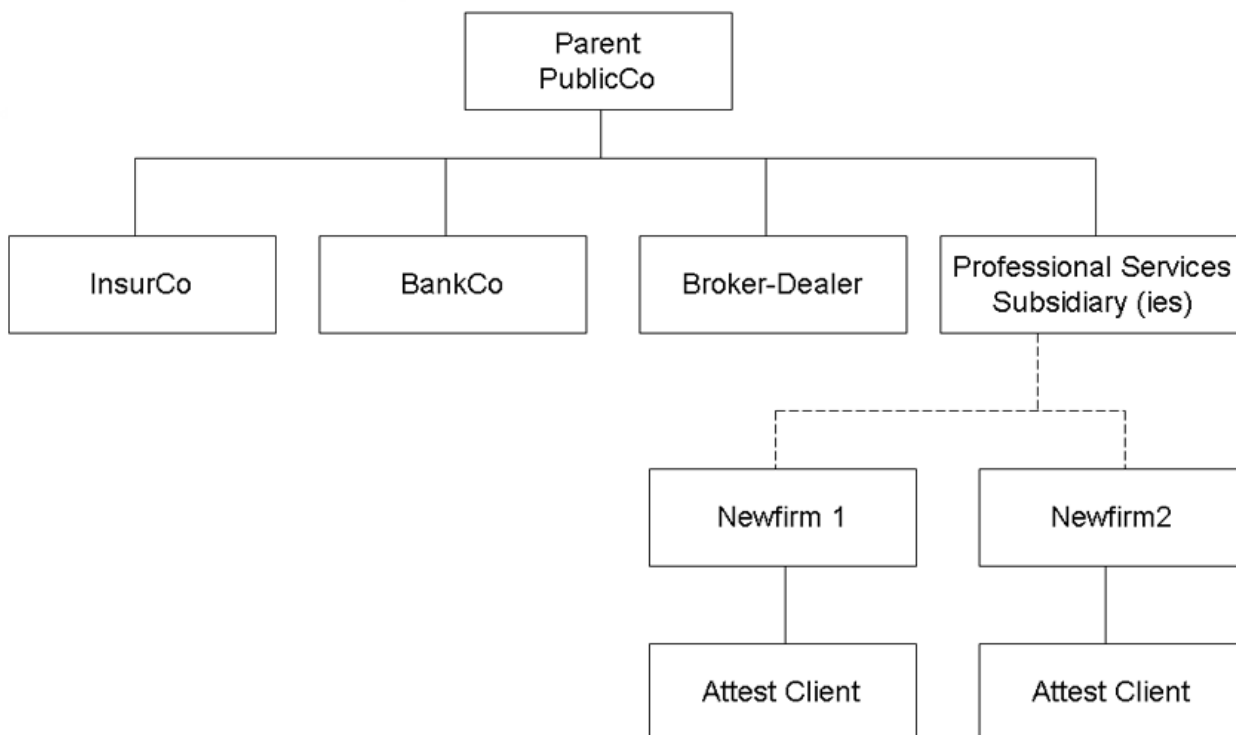 Parent
PublicCo
InsurCo
BankCo
Broker-Dealer
Professional Services
Subsidiary (ies)
Newfirm 1
Newfirm2
Attest Client
Attest Client